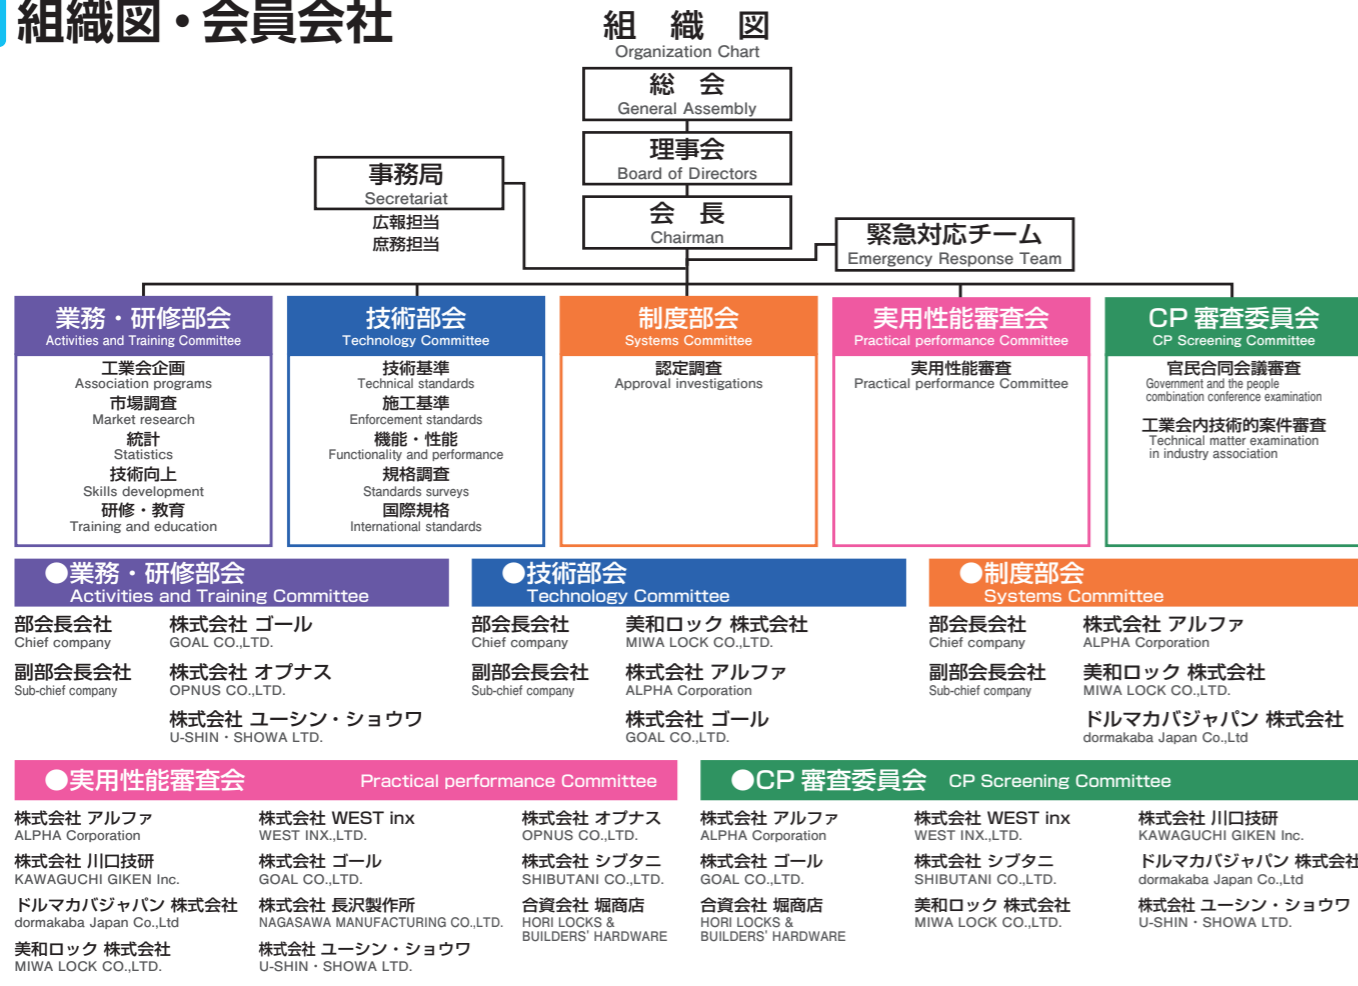 組織図・会員会社
組 織 図
Organization Chart
総 会
General Assembly
理事会
Board of Directors
会 長
Chairman
事務局
Secretariat
広報担当
庶務担当
緊急対応チーム
Emergency Response Team
業務・研修部会
Activities and Training Committee
工業会企画
Association programs
市場調査
Market research
統計
Statistics
技術向上
Skills development
研修・教育
Training and education
技術部会
Technology Committee
技術基準
Technical standards
施工基準
Enforcement standards
機能・性能
Functionality and performance
規格調査
Standards surveys
国際規格
International standards
制度部会
Systems Committee
認定調査
Approval investigations
実用性能審査会
Practical performance Committee
実用性能審査
Practical performance Committee
CP 審査委員会
CP Screening Committee
官民合同会議審査
Government and the people
combination conference examination
工業会内技術的案件審査
Technical matter examination
in industry association
●業務・研修部会
Activities and Training Committee
部会長会社 株式会社 ゴール
Chief company GOAL CO.,LTD.
副部会長会社 株式会社 オプナス
Sub-chief company OPNUS CO.,LTD.
株式会社 ユーシン・ショウワ
U-SHIN・SHOWA LTD.
●技術部会
Technology Committee
部会長会社 美和ロック 株式会社
Chief company MIWA LOCK CO.,LTD.
副部会長会社 株式会社 アルファ
Sub-chief company ALPHA Corporation
株式会社 ゴール
GOAL CO.,LTD.
●制度部会
Systems Committee
部会長会社 株式会社 アルファ
Chief company ALPHA Corporation
副部会長会社 美和ロック 株式会社
Sub-chief company MIWA LOCK CO.,LTD.
ドルマカバジャパン 株式会社
dormakaba Japan Co.,Ltd
●実用性能審査会 Practical performance Committee
株式会社 アルファ 株式会社 WEST inx 株式会社 オプナス
ALPHA Corporation WEST INX.,LTD. OPNUS CO.,LTD.
株式会社 川口技研 株式会社 ゴール 株式会社 シブタニ
KAWAGUCHI GIKEN Inc. GOAL CO.,LTD. SHIBUTANI CO.,LTD.
ドルマカバジャパン 株式会社 株式会社 長沢製作所 合資会社 堀商店
dormakaba Japan Co.,Ltd NAGASAWA MANUFACTURING CO.,LTD. HORI LOCKS &
BUILDERS' HARDWARE
美和ロック 株式会社 株式会社 ユーシン・ショウワ
MIWA LOCK CO.,LTD. U-SHIN・SHOWA LTD.
●CP 審査委員会 CP Screening Committee
株式会社 アルファ 株式会社 WEST inx 株式会社 川口技研
ALPHA Corporation WEST INX.,LTD. KAWAGUCHI GIKEN Inc.
株式会社 ゴール 株式会社 シブタニ ドルマカバジャパン 株式会社
GOAL CO.,LTD. SHIBUTANI CO.,LTD. dormakaba Japan Co.,Ltd
合資会社 堀商店 美和ロック 株式会社 株式会社 ユーシン・ショウワ
HORI LOCKS & MIWA LOCK CO.,LTD. U-SHIN・SHOWA LTD.
BUILDERS' HARDWARE